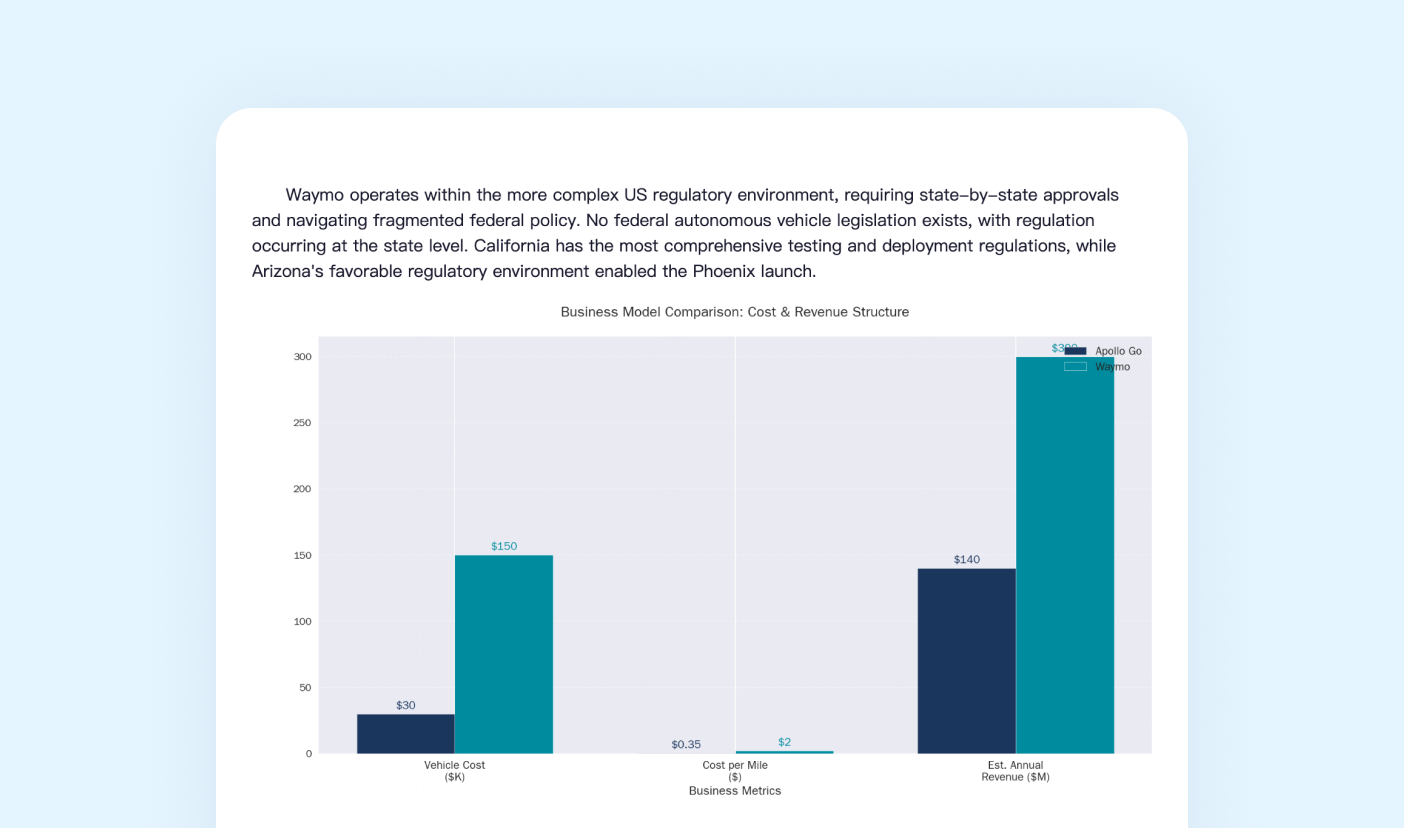 Waymo operates within the more complex US regulatory environment, requiring state-by-state approvals
and navigating fragmented federal policy. No federal autonomous vehicle legislation exists, with regulation
occurring at the state level. California has the most comprehensive testing and deployment regulations, while
Arizona's favorable regulatory environment enabled the Phoenix launch.
Business Model Comparison: Cost & Revenue Structure
300
250
200
150
100
50
0
$30
$150
$0.35
$2
$140
$300
Apollo Go
Waymo
Vehicle Cost
($K)
Cost per Mile
($)
Est. Annual
Revenue ($M)
Business Metrics